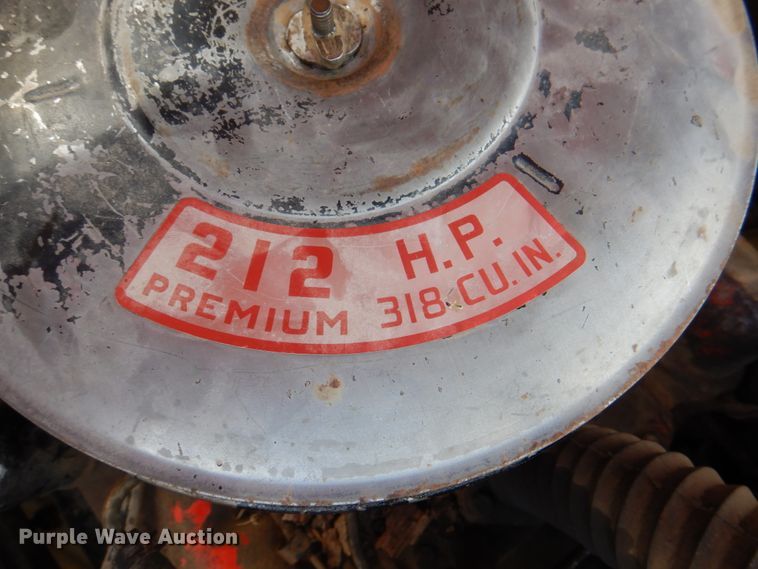 212 H.P.
PREMIUM 318 CU. IN.
Purple Wave Auction